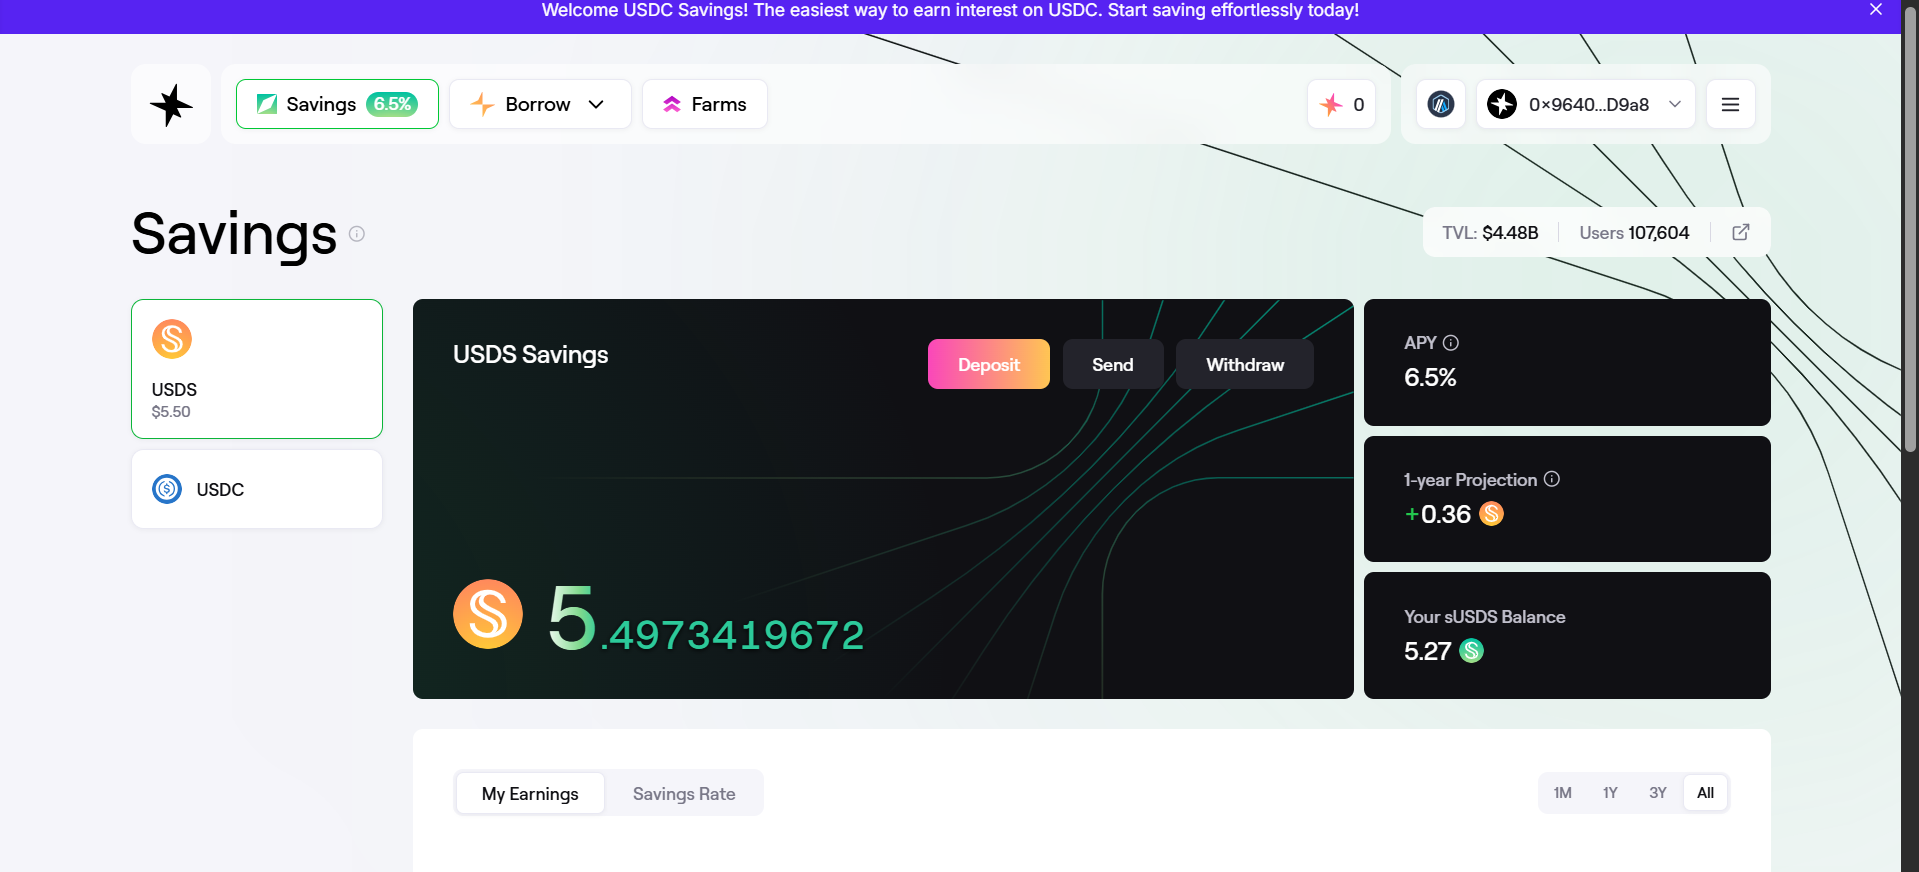 Welcome USDC Savings! The easiest way to earn interest on USDC. Start saving effortlessly today!
Savings 6.5% Borrow Farms 0 0×9640...D9a8
Savings
TVL: $4.48B Users 107,604
USDS
$5.50
USDC
USDS Savings
Deposit Send Withdraw
5.4973419672
APY
6.5%
1-year Projection
+0.36
Your sUSDS Balance
5.27
My Earnings Savings Rate
1M 1Y 3Y All